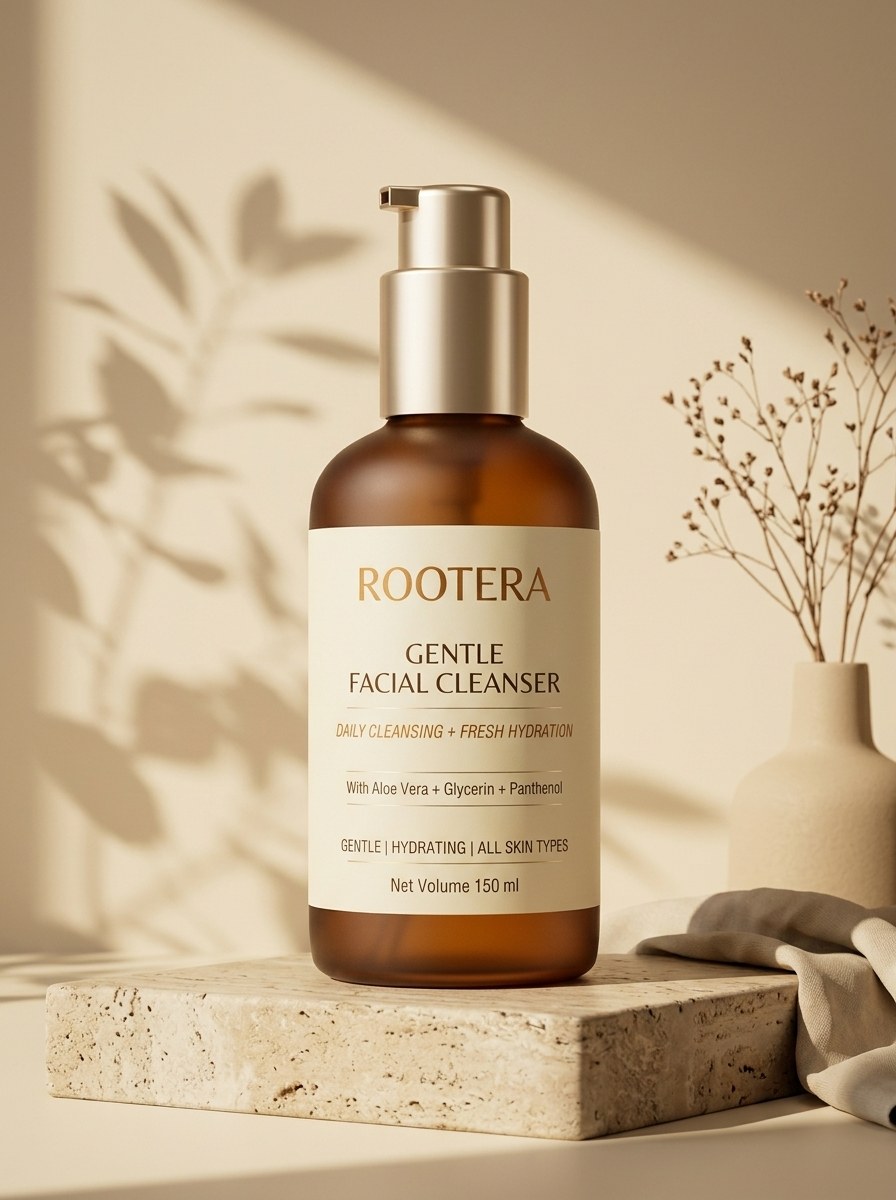 ROOTERA
GENTLE
FACIAL CLEANSER
DAILY CLEANSING + FRESH HYDRATION
With Aloe Vera + Glycerin + Panthenol
GENTLE | HYDRATING | ALL SKIN TYPES
Net Volume 150 ml